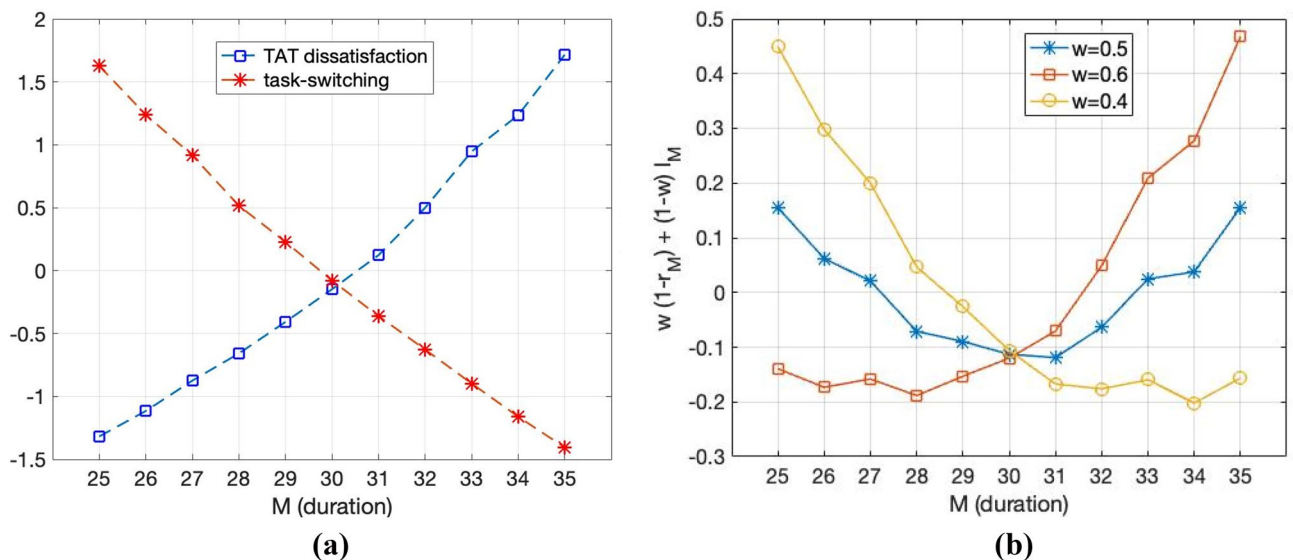 2
1.5
1
0.5
0
-0.5
-1
-1.5
25 26 27 28 29 30 31 32 33 34 35
M (duration)
TAT dissatisfaction
task-switching
(a)
w (1-r_M) + (1-w) I_M
0.5
0.4
0.3
0.2
0.1
0
-0.1
-0.2
-0.3
25 26 27 28 29 30 31 32 33 34 35
M (duration)
w=0.5
w=0.6
w=0.4
(b)